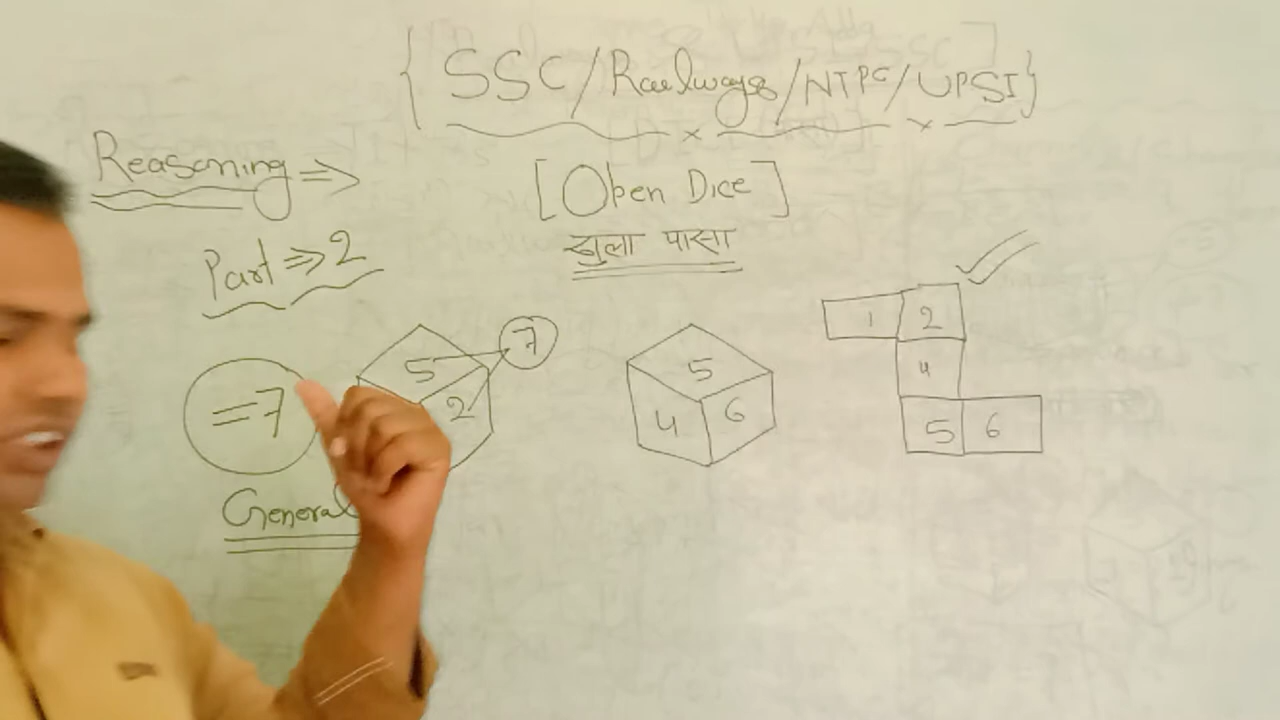 {SSC/Railways/NTPC/UPSI}
Reasoning ⇒
[Open Dice]
Part ⇒ 2
खुला पासा
1 2
4
5 6
=7
5
2
7
5
4 6
General